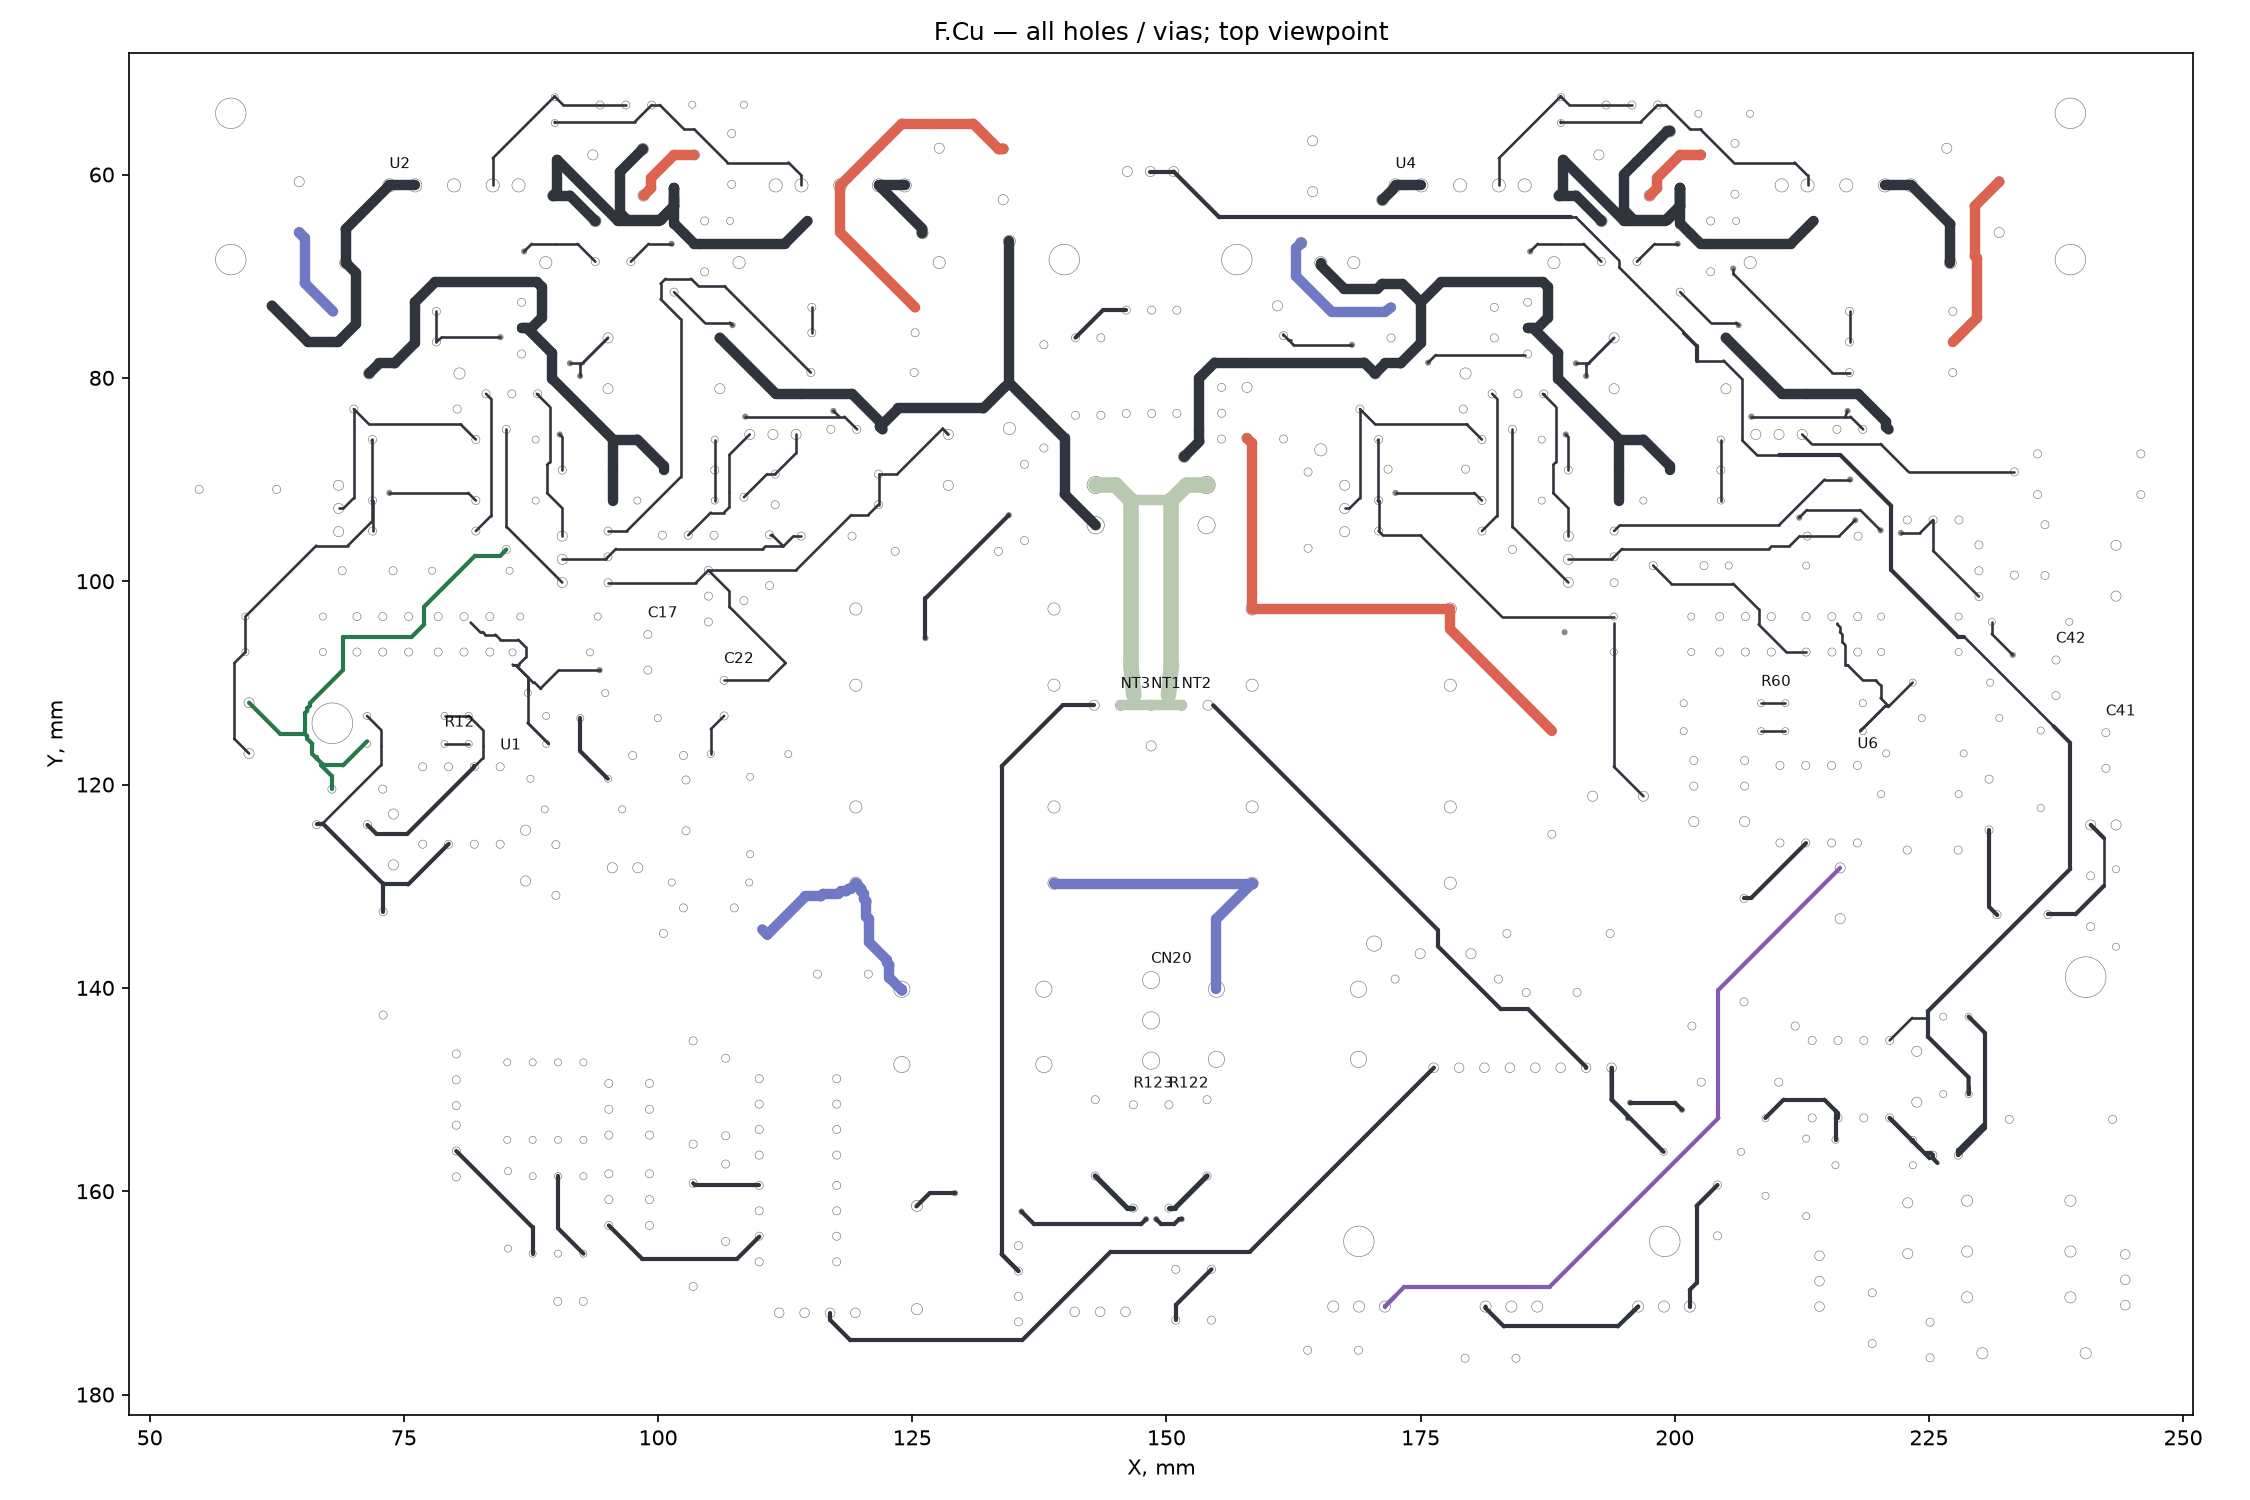 F.Cu — all holes / vias; top viewpoint
U2
U4
60
80
C17
100
C42
C22
NT3NT1NT2
R60
C41
R12
U1
U6
120
CN20
140
R123R122
160
180
50
75
100
125
150
175
200
225
250
Y, mm
X, mm